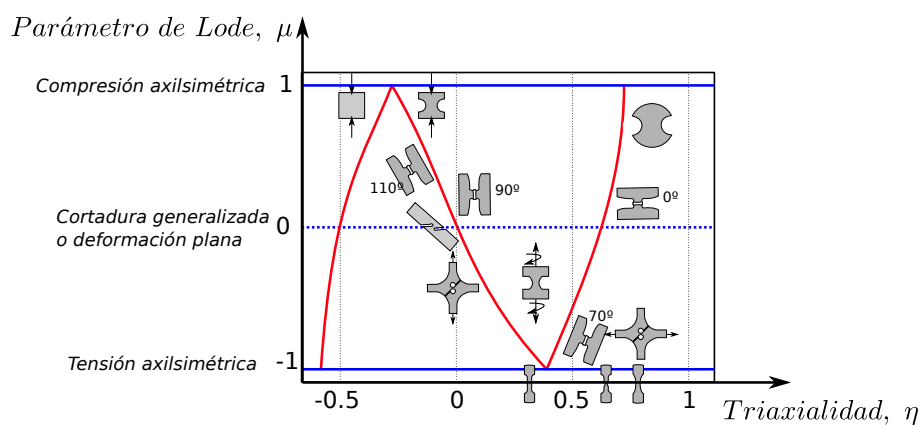 Parámetro de Lode, μ
Compresión axilsimétrica 1
110º
90º
0º
Cortadura generalizada
o deformación plana
0
70º
Tensión axilsimétrica -1
-0.5 0 0.5 1
Triaxialidad, η